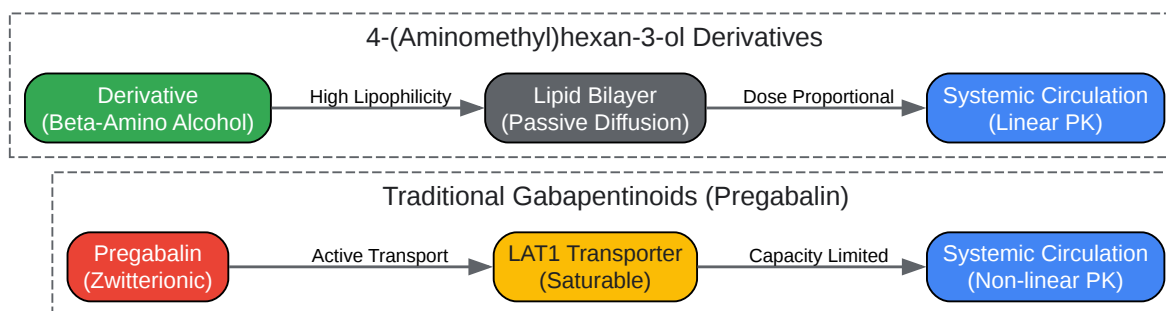 4-(Aminomethyl)hexan-3-ol Derivatives
Derivative
(Beta-Amino Alcohol)
High Lipophilicity
Lipid Bilayer
(Passive Diffusion)
Dose Proportional
Systemic Circulation
(Linear PK)
Traditional Gabapentinoids (Pregabalin)
Pregabalin
(Zwitterionic)
Active Transport
LAT1 Transporter
(Saturable)
Capacity Limited
Systemic Circulation
(Non-linear PK)